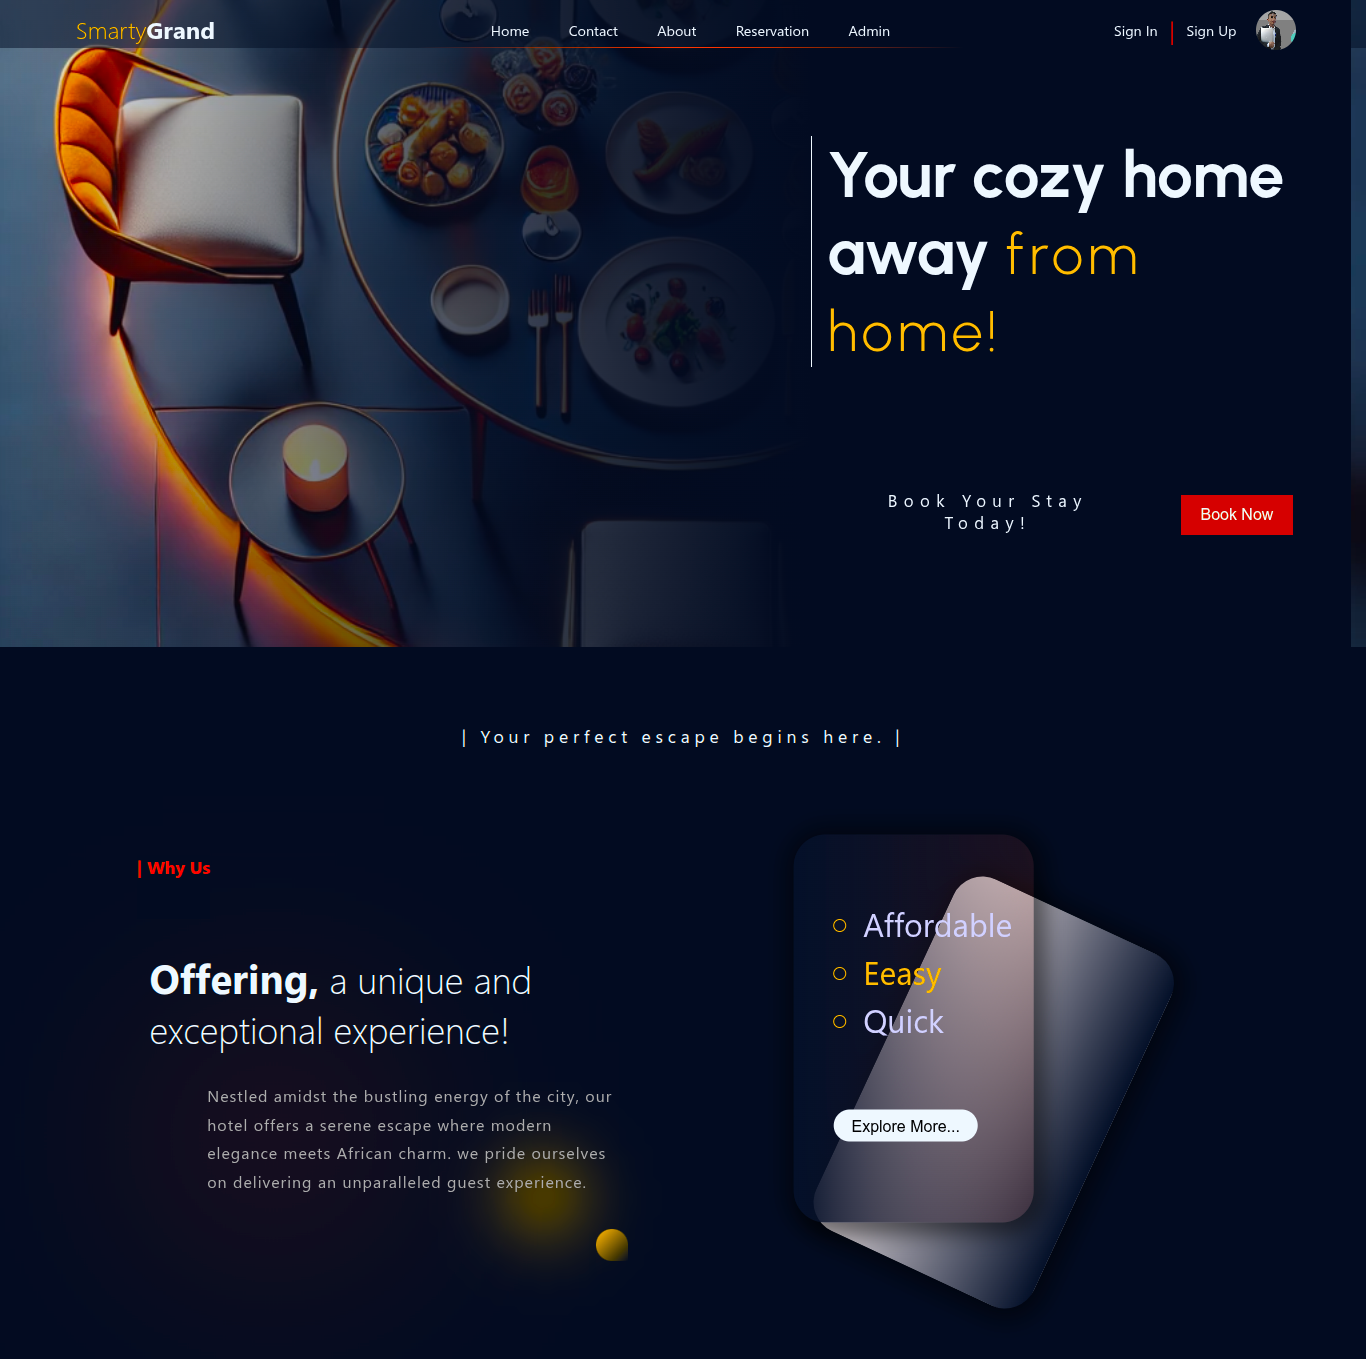 SmartyGrand
Home Contact About Reservation Admin
Sign In | Sign Up
Your cozy home
away from
home!
Book Your Stay
Today!
Book Now
| Your perfect escape begins here. |
| Why Us
Offering, a unique and
exceptional experience!
Nestled amidst the bustling energy of the city, our
hotel offers a serene escape where modern
elegance meets African charm. we pride ourselves
on delivering an unparalleled guest experience.
Affordable
Eeasy
Quick
Explore More...